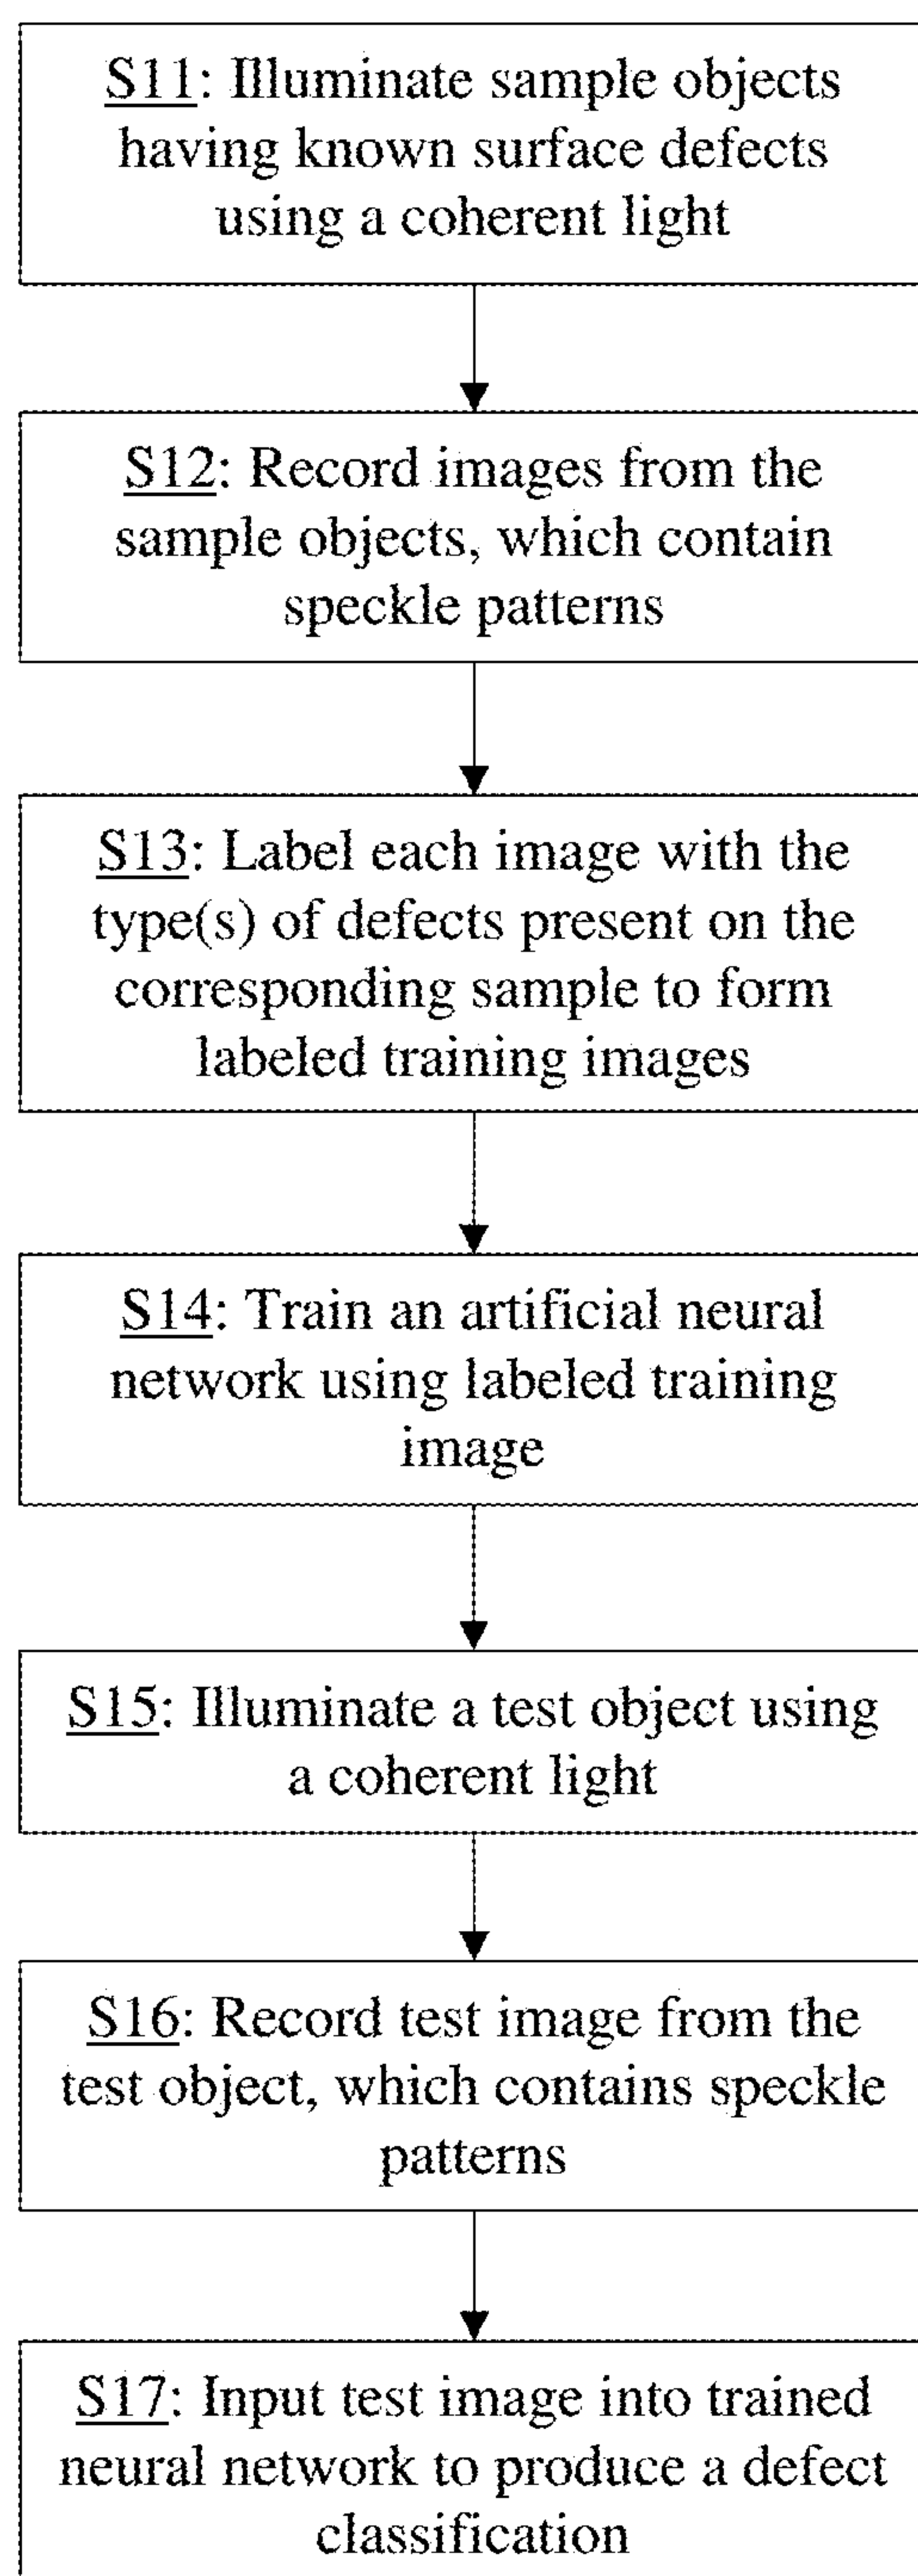 S11: Illuminate sample objects
having known surface defects
using a coherent light
S12: Record images from the
sample objects, which contain
speckle patterns
S13: Label each image with the
type(s) of defects present on the
corresponding sample to form
labeled training images
S14: Train an artificial neural
network using labeled training
image
S15: Illuminate a test object using
a coherent light
S16: Record test image from the
test object, which contains speckle
patterns
S17: Input test image into trained
neural network to produce a defect
classification